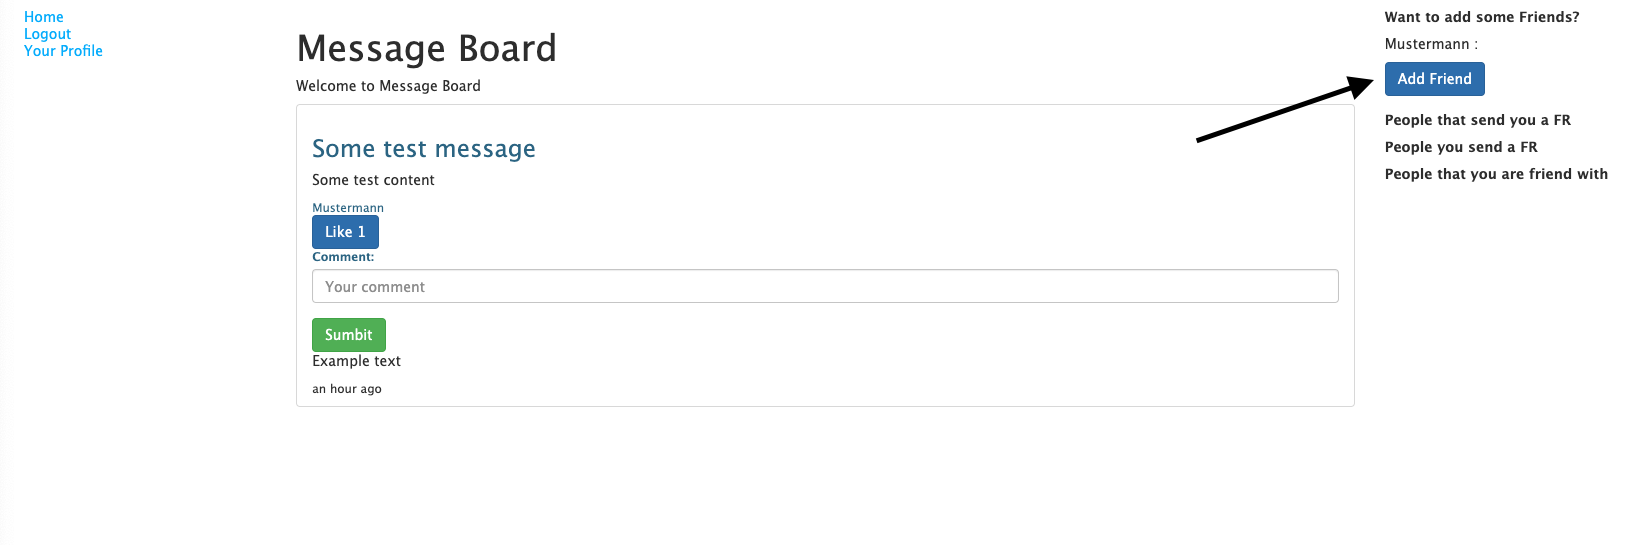 Home
Logout
Your Profile
Message Board
Welcome to Message Board
Some test message
Some test content
Mustermann
Like 1
Comment:
Your comment
Sumbit
Example text
an hour ago
Want to add some Friends?
Mustermann :
Add Friend
People that send you a FR
People you send a FR
People that you are friend with